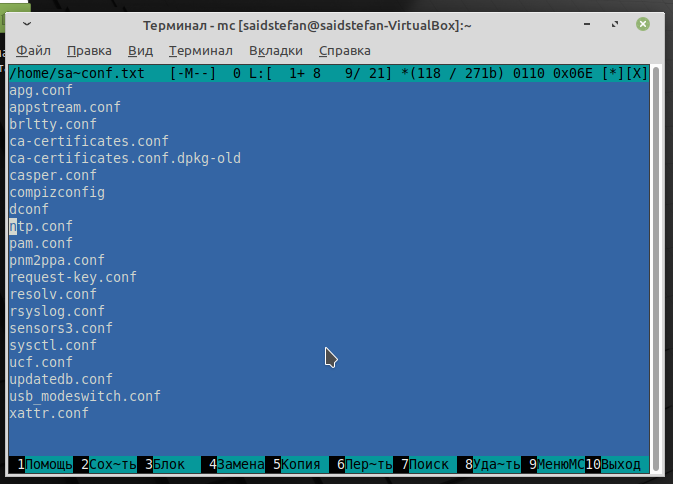 Терминал - mc [saidstefan@saidstefan-VirtualBox]:~
Файл Правка Вид Терминал Вкладки Справка
/home/sa~conf.txt [-M--] 0 L:[ 1+ 8 9/ 21] *(118 / 271b) 0110 0x06E [*][X]
apg.conf
appstream.conf
brltty.conf
ca-certificates.conf
ca-certificates.conf.dpkg-old
casper.conf
compizconfig
dconf
ntp.conf
pam.conf
pnm2ppa.conf
request-key.conf
resolv.conf
rsyslog.conf
sensors3.conf
sysctl.conf
ucf.conf
updatedb.conf
usb_modeswitch.conf
xattr.conf
1Помощь 2Сох~ть 3Блок 4Замена 5Копия 6Пер~ть 7Поиск 8Уда~ть 9МенюMC 10Выход